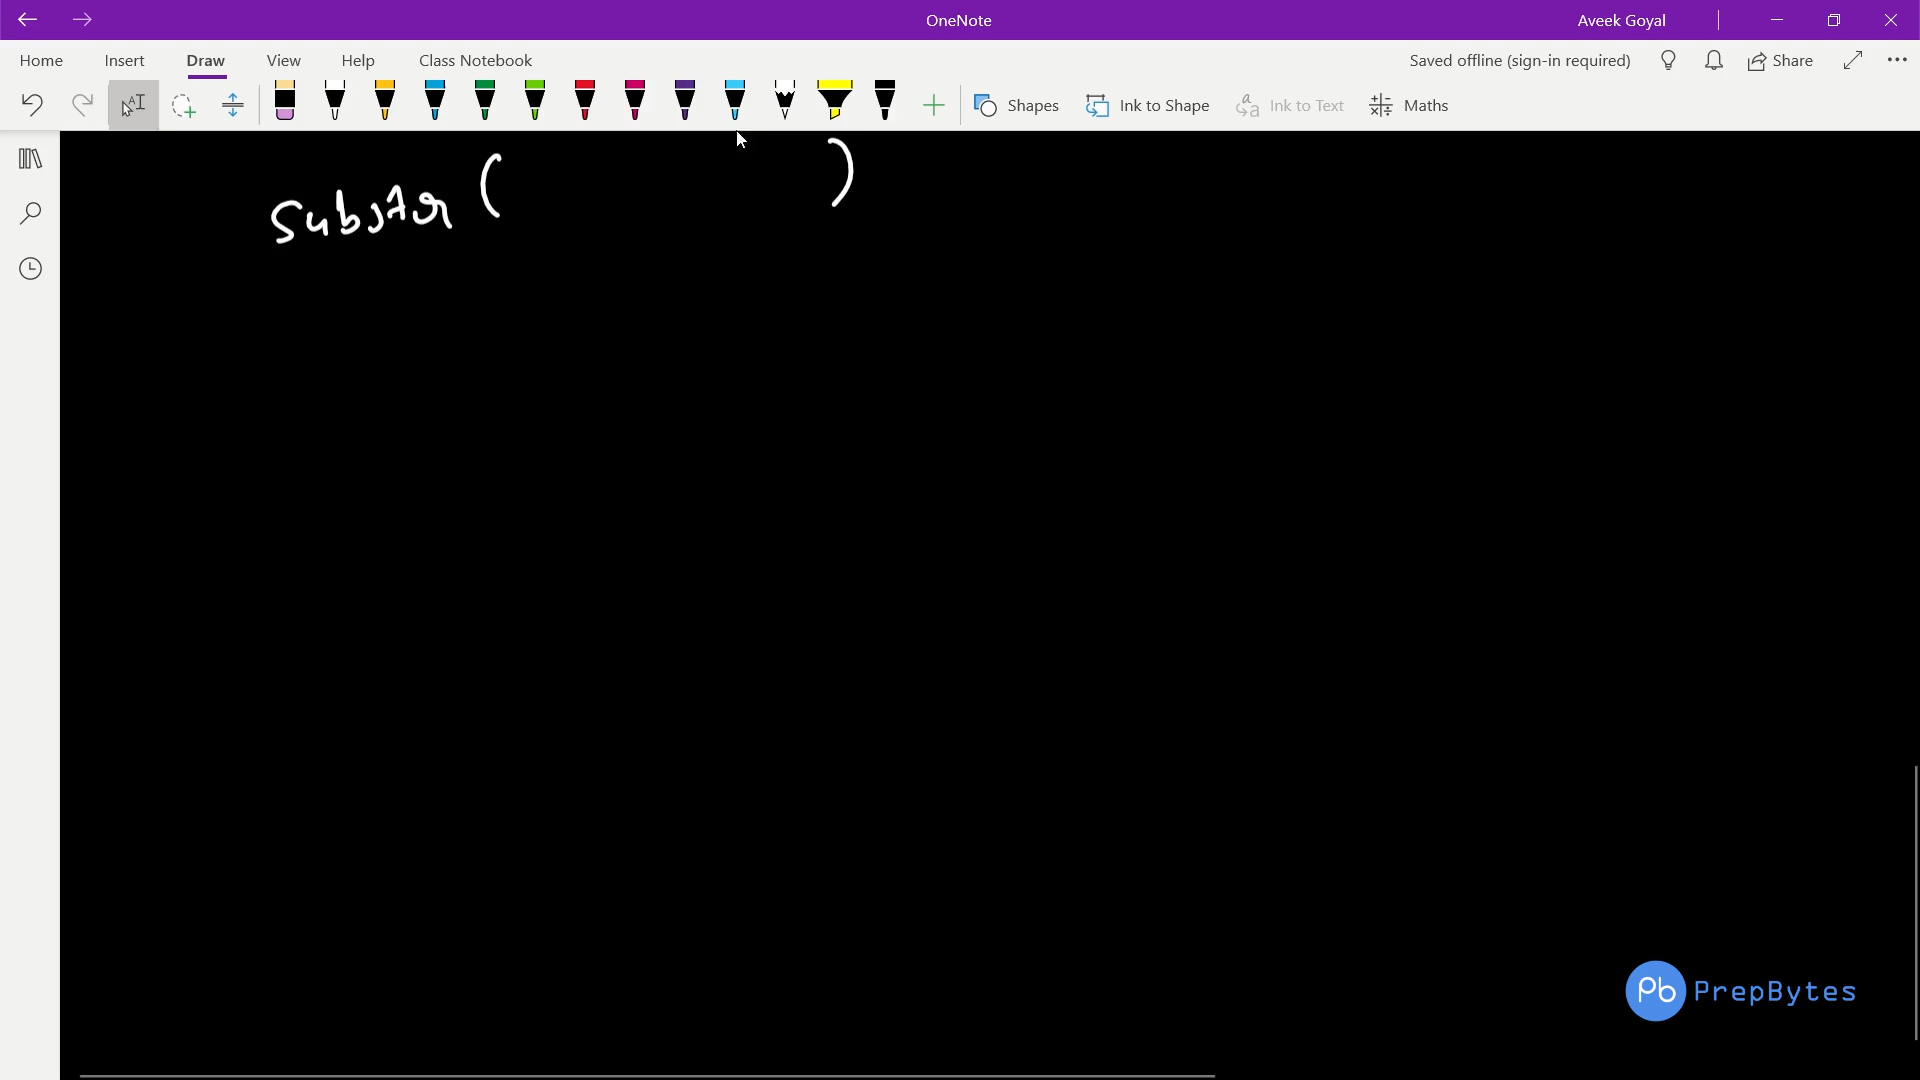 OneNote
Aveek Goyal
Home Insert Draw View Help Class Notebook
Saved offline (sign-in required) Share
Shapes Ink to Shape Ink to Text Maths
Substr ( )
Pb PrepBytes